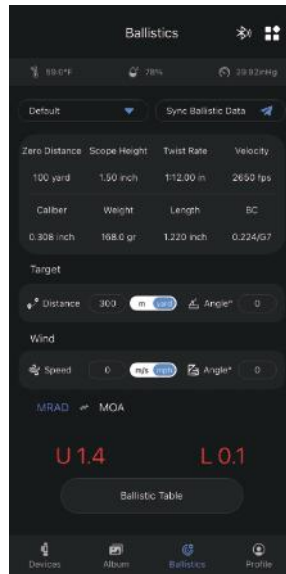 Ballistics
59.0°F 78% 29.92inHg
Default Sync Ballistic Data
Zero Distance Scope Height Twist Rate Velocity
100 yard 1.50 inch 1:12.00 in 2650 fps
Caliber Weight Length BC
0.308 inch 168.0 gr 1.220 inch 0.224/G7
Target
Distance 300 m yard Angle° 0
Wind
Speed 0 m/s mph Angle° 0
MRAD MOA
U 1.4 L 0.1
Ballistic Table
Devices Album Ballistics Profile